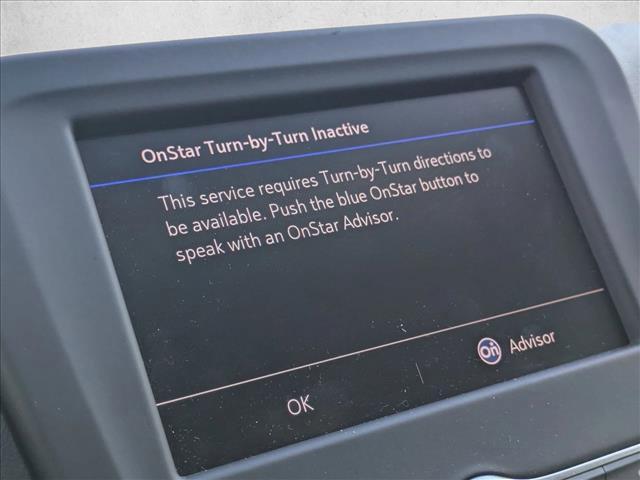 OnStar Turn-by-Turn Inactive
This service requires Turn-by-Turn directions to
be available. Push the blue OnStar button to
speak with an OnStar Advisor.
OK
On Advisor